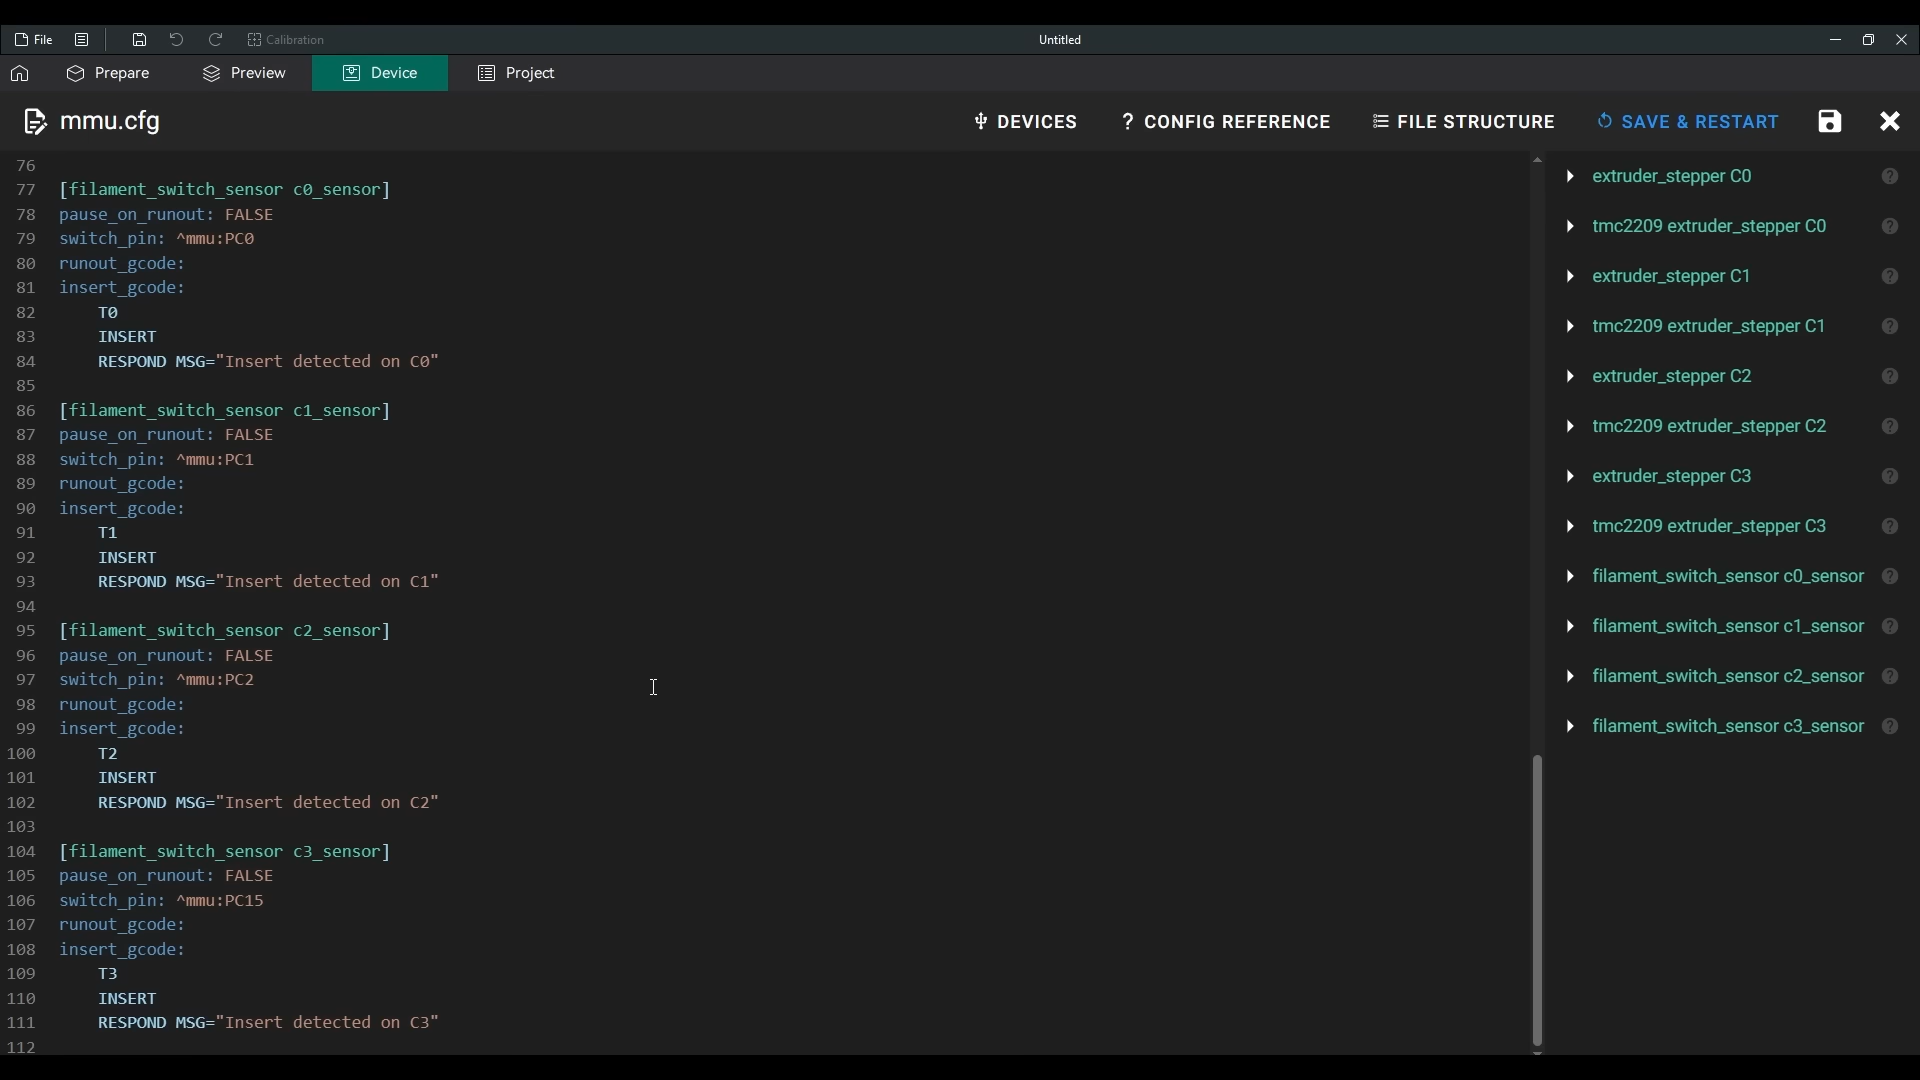 File
Calibration
Untitled
Prepare
Preview
Device
Project
mmu.cfg
DEVICES
? CONFIG REFERENCE
FILE STRUCTURE
SAVE & RESTART
76
77 [filament_switch_sensor c0_sensor]
78 pause_on_runout: FALSE
79 switch_pin: ^mmu:PC0
80 runout_gcode:
81 insert_gcode:
82 T0
83 INSERT
84 RESPOND MSG="Insert detected on C0"
85
86 [filament_switch_sensor c1_sensor]
87 pause_on_runout: FALSE
88 switch_pin: ^mmu:PC1
89 runout_gcode:
90 insert_gcode:
91 T1
92 INSERT
93 RESPOND MSG="Insert detected on C1"
94
95 [filament_switch_sensor c2_sensor]
96 pause_on_runout: FALSE
97 switch_pin: ^mmu:PC2
98 runout_gcode:
99 insert_gcode:
100 T2
101 INSERT
102 RESPOND MSG="Insert detected on C2"
103
104 [filament_switch_sensor c3_sensor]
105 pause_on_runout: FALSE
106 switch_pin: ^mmu:PC15
107 runout_gcode:
108 insert_gcode:
109 T3
110 INSERT
111 RESPOND MSG="Insert detected on C3"
112
extruder_stepper C0 ?
tmc2209 extruder_stepper C0 ?
extruder_stepper C1 ?
tmc2209 extruder_stepper C1 ?
extruder_stepper C2 ?
tmc2209 extruder_stepper C2 ?
extruder_stepper C3 ?
tmc2209 extruder_stepper C3 ?
filament_switch_sensor c0_sensor ?
filament_switch_sensor c1_sensor ?
filament_switch_sensor c2_sensor ?
filament_switch_sensor c3_sensor ?